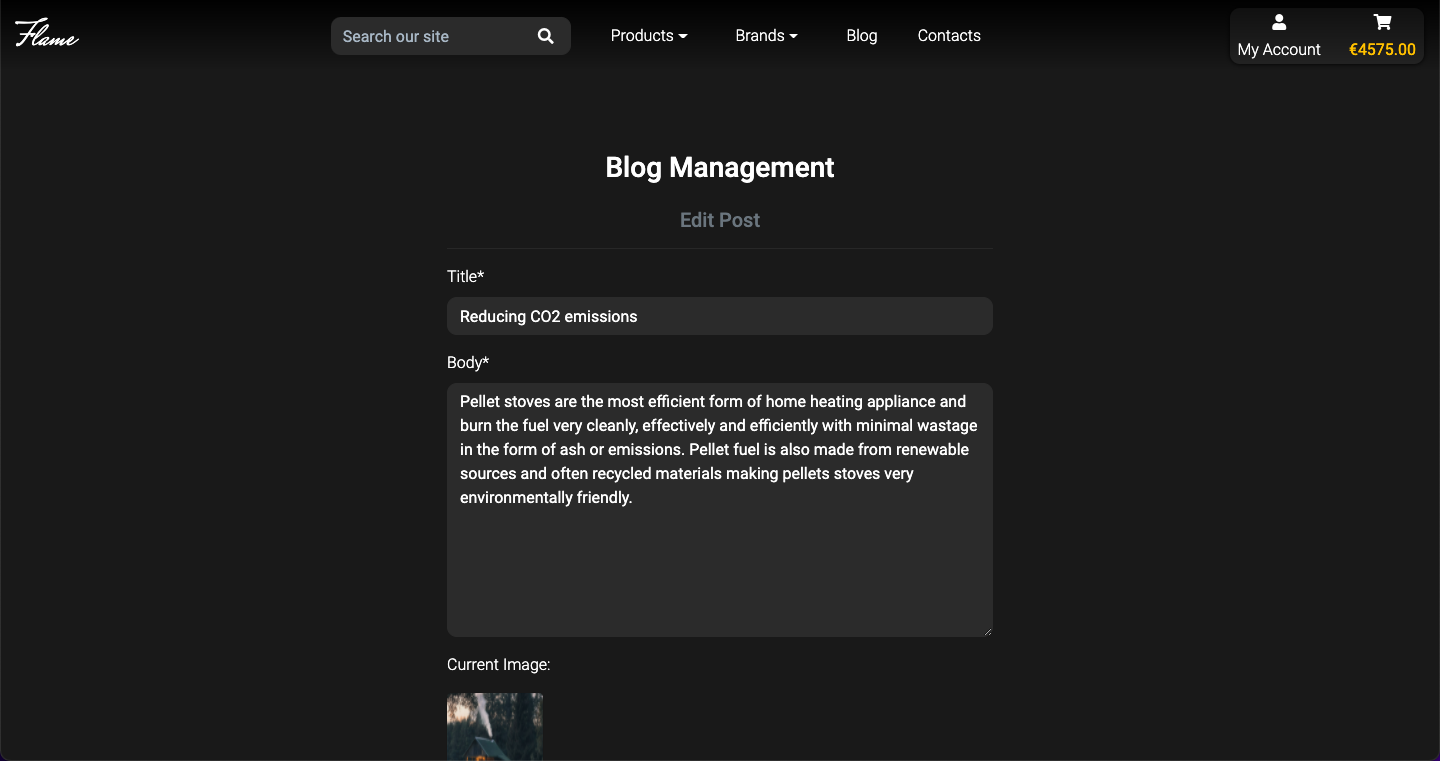 Flame
Search our site
Products
Brands
Blog
Contacts
My Account
€4575.00
Blog Management
Edit Post
Title*
Reducing CO2 emissions
Body*
Pellet stoves are the most efficient form of home heating appliance and
burn the fuel very cleanly, effectively and efficiently with minimal wastage
in the form of ash or emissions. Pellet fuel is also made from renewable
sources and often recycled materials making pellets stoves very
environmentally friendly.
Current Image: